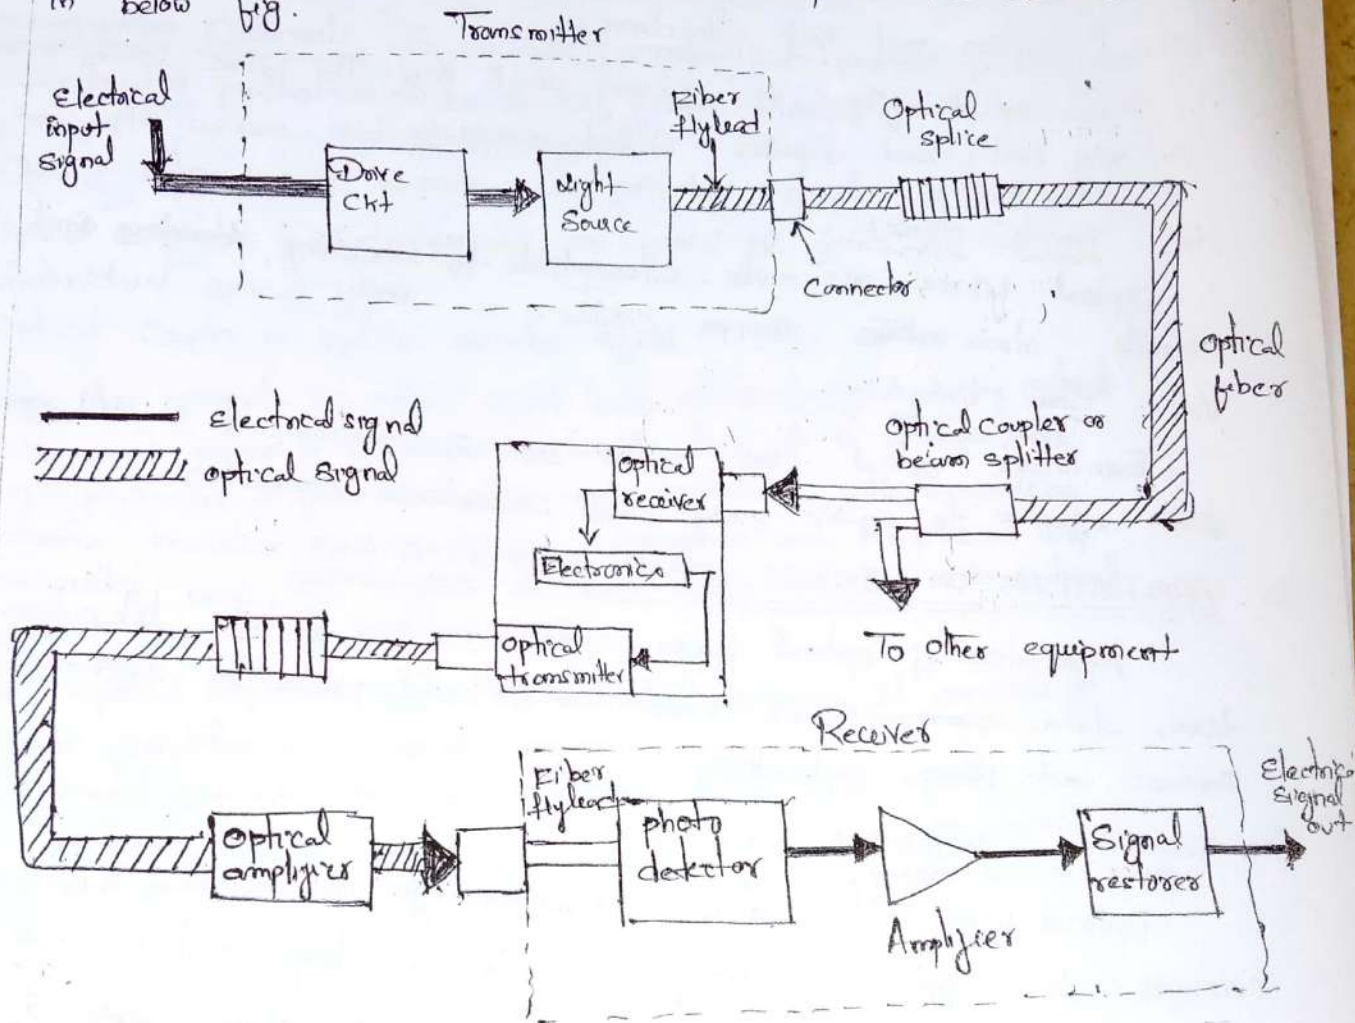 in below fig.
Transmitter
Electrical
input
signal
Drive
Ckt
Light
Source
Fiber
flylead
Optical
splice
Connector
optical
fiber
Electrical signal
optical signal
optical coupler or
beam splitter
optical
receiver
Electronics
optical
transmitter
To other equipment
Receiver
Fiber
flylead
Optical
amplifier
photo
detector
Amplifier
Signal
restorer
Electrical
signal
out